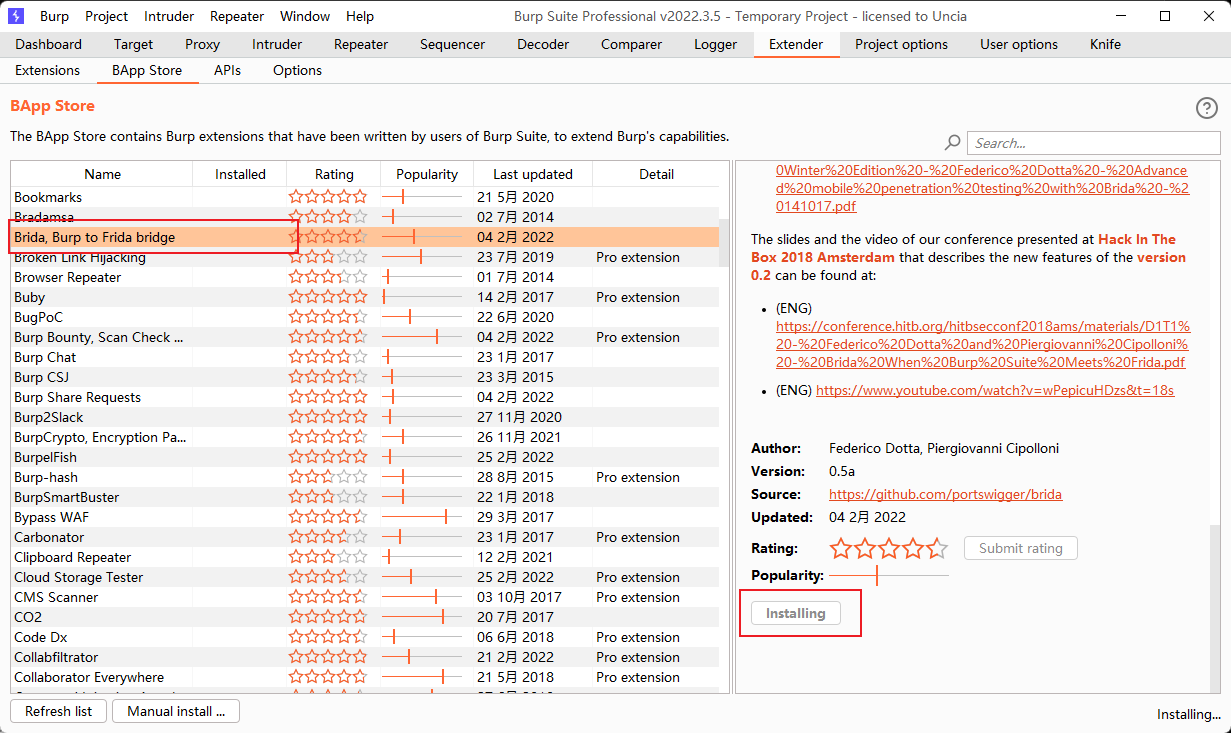 Burp Project Intruder Repeater Window Help Burp Suite Professional v2022.3.5 - Temporary Project - licensed to Uncia
Dashboard Target Proxy Intruder Repeater Sequencer Decoder Comparer Logger Extender Project options User options Knife
Extensions BApp Store APIs Options
BApp Store
The BApp Store contains Burp extensions that have been written by users of Burp Suite, to extend Burp's capabilities.
Search...
Name Installed Rating Popularity Last updated Detail
Bookmarks 21 5月 2020
Bradamsa 02 7月 2014
Brida, Burp to Frida bridge 04 2月 2022
Broken Link Hijacking 23 7月 2019 Pro extension
Browser Repeater 01 7月 2014
Buby 14 2月 2017 Pro extension
BugPoC 22 6月 2020
Burp Bounty, Scan Check ... 04 2月 2022 Pro extension
Burp Chat 23 1月 2017
Burp CSJ 23 3月 2015
Burp Share Requests 04 2月 2022
Burp2Slack 27 11月 2020
BurpCrypto, Encryption Pa... 26 11月 2021
BurpelFish 25 2月 2022
Burp-hash 28 8月 2015 Pro extension
BurpSmartBuster 22 1月 2018
Bypass WAF 29 3月 2017
Carbonator 23 1月 2017 Pro extension
Clipboard Repeater 12 2月 2021
Cloud Storage Tester 25 2月 2022 Pro extension
CMS Scanner 03 10月 2017 Pro extension
CO2 20 7月 2017
Code Dx 06 6月 2018 Pro extension
Collabfiltrator 21 2月 2022 Pro extension
Collaborator Everywhere 21 5月 2018 Pro extension
0Winter%20Edition%20-%20Federico%20Dotta%20-%20Advance
d%20mobile%20penetration%20testing%20with%20Brida%20-%2
0141017.pdf
The slides and the video of our conference presented at Hack In The
Box 2018 Amsterdam that describes the new features of the version
0.2 can be found at:
• (ENG)
https://conference.hitb.org/hitbsecconf2018ams/materials/D1T1%
20-%20Federico%20Dotta%20and%20Piergiovanni%20Cipolloni%
20-%20Brida%20When%20Burp%20Suite%20Meets%20Frida.pdf
• (ENG) https://www.youtube.com/watch?v=wPepicuHDzs&t=18s
Author: Federico Dotta, Piergiovanni Cipolloni
Version: 0.5a
Source: https://github.com/portswigger/brida
Updated: 04 2月 2022
Rating: Submit rating
Popularity:
Installing
Refresh list Manual install ... Installing...